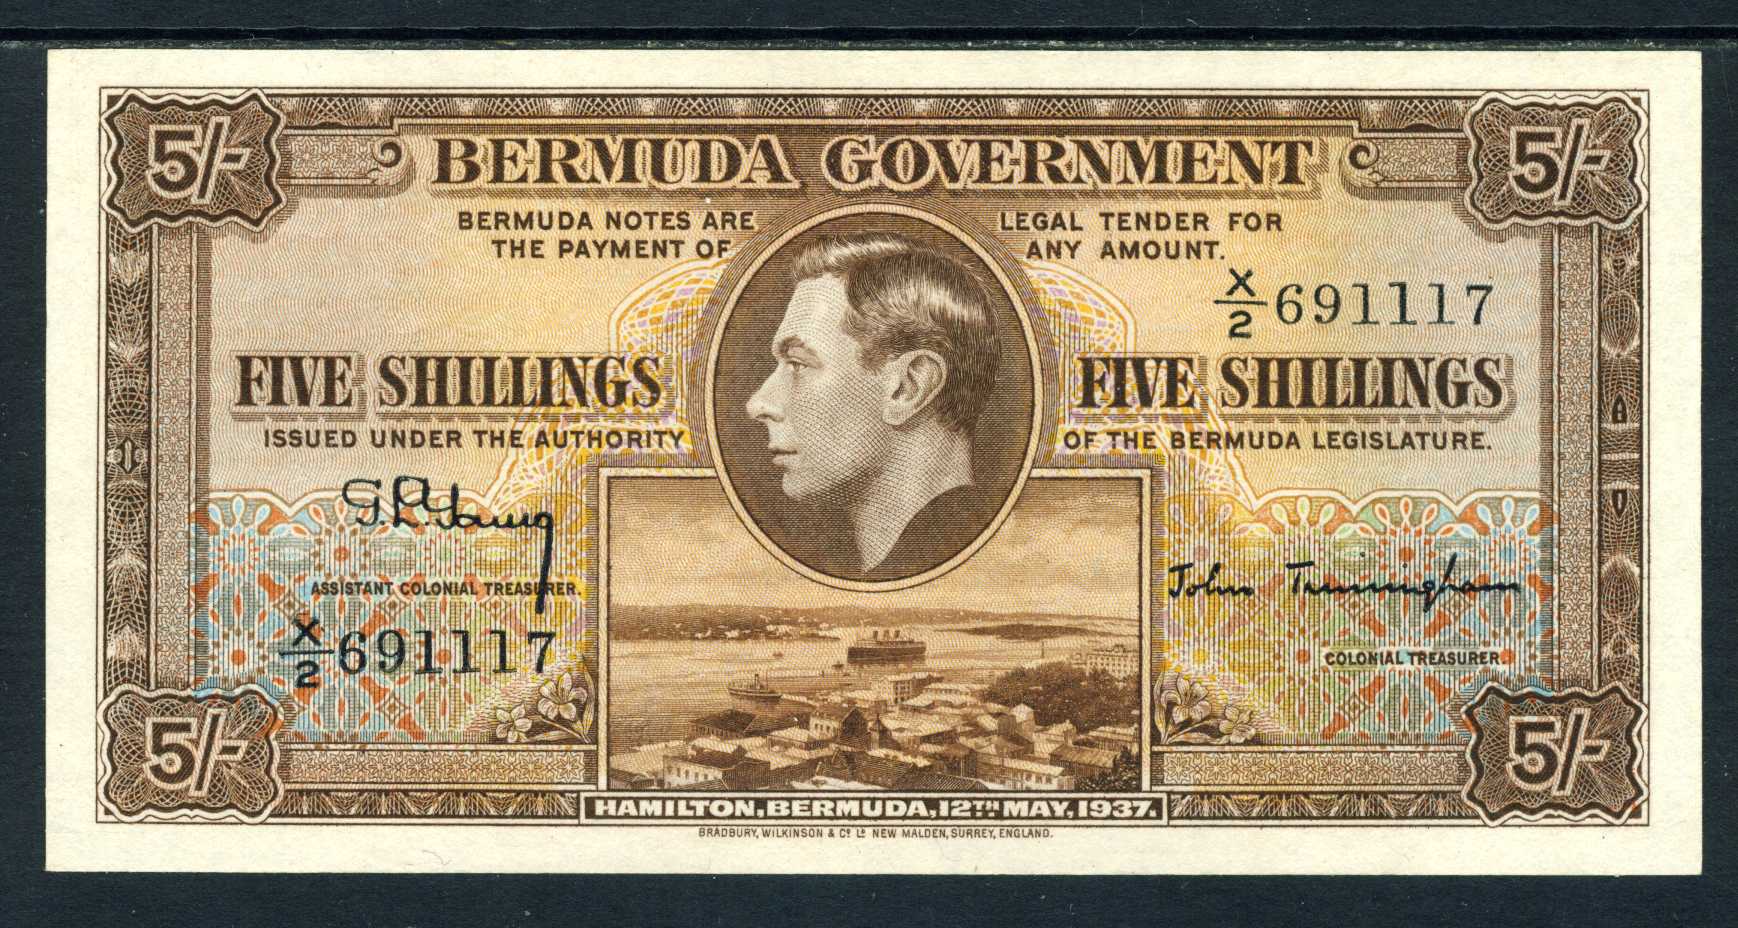 5/- BERMUDA GOVERNMENT 5/-
BERMUDA NOTES ARE LEGAL TENDER FOR
THE PAYMENT OF ANY AMOUNT.
X/2 691117
FIVE SHILLINGS FIVE SHILLINGS
ISSUED UNDER THE AUTHORITY OF THE BERMUDA LEGISLATURE.
John Trimingham
ASSISTANT COLONIAL TREASURER.
X/2 691117
COLONIAL TREASURER.
5/- 5/-
HAMILTON, BERMUDA, 12TH MAY, 1937.
BRADBURY, WILKINSON & Cº Lᵈ NEW MALDEN, SURREY, ENGLAND.